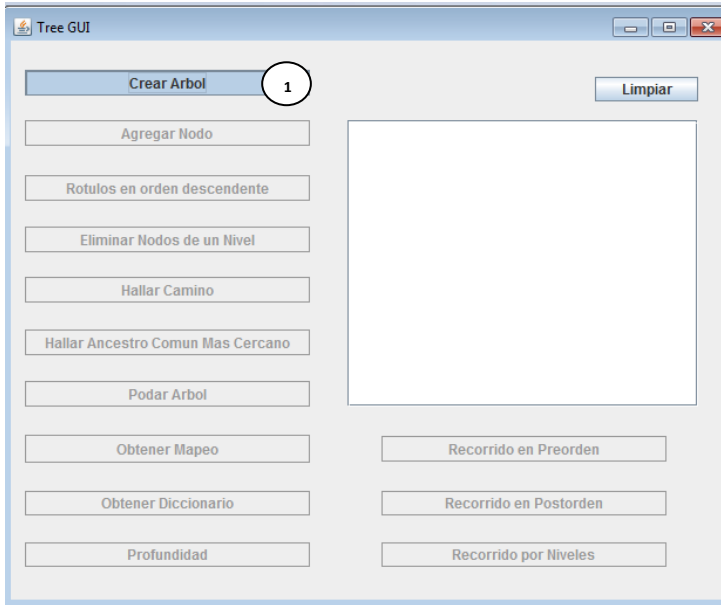 Tree GUI
Crear Arbol
1
Limpiar
Agregar Nodo
Rotulos en orden descendente
Eliminar Nodos de un Nivel
Hallar Camino
Hallar Ancestro Comun Mas Cercano
Podar Arbol
Obtener Mapeo
Recorrido en Preorden
Obtener Diccionario
Recorrido en Postorden
Profundidad
Recorrido por Niveles